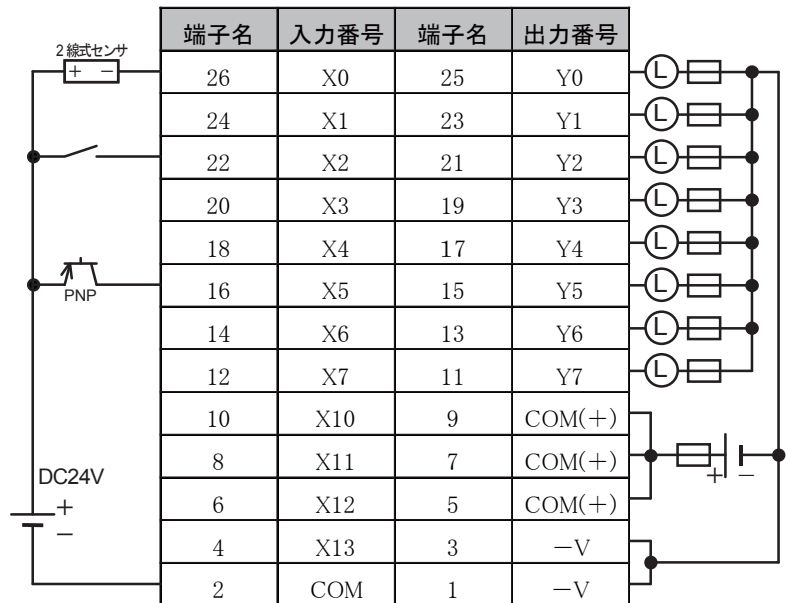 端子名 入力番号 端子名 出力番号
2線式センサ
+ −
26 X0 25 Y0 L
24 X1 23 Y1 L
22 X2 21 Y2 L
20 X3 19 Y3 L
18 X4 17 Y4 L
PNP
16 X5 15 Y5 L
14 X6 13 Y6 L
12 X7 11 Y7 L
10 X10 9 COM(+)
8 X11 7 COM(+)
+ −
DC24V
+
−
6 X12 5 COM(+)
4 X13 3 −V
2 COM 1 −V